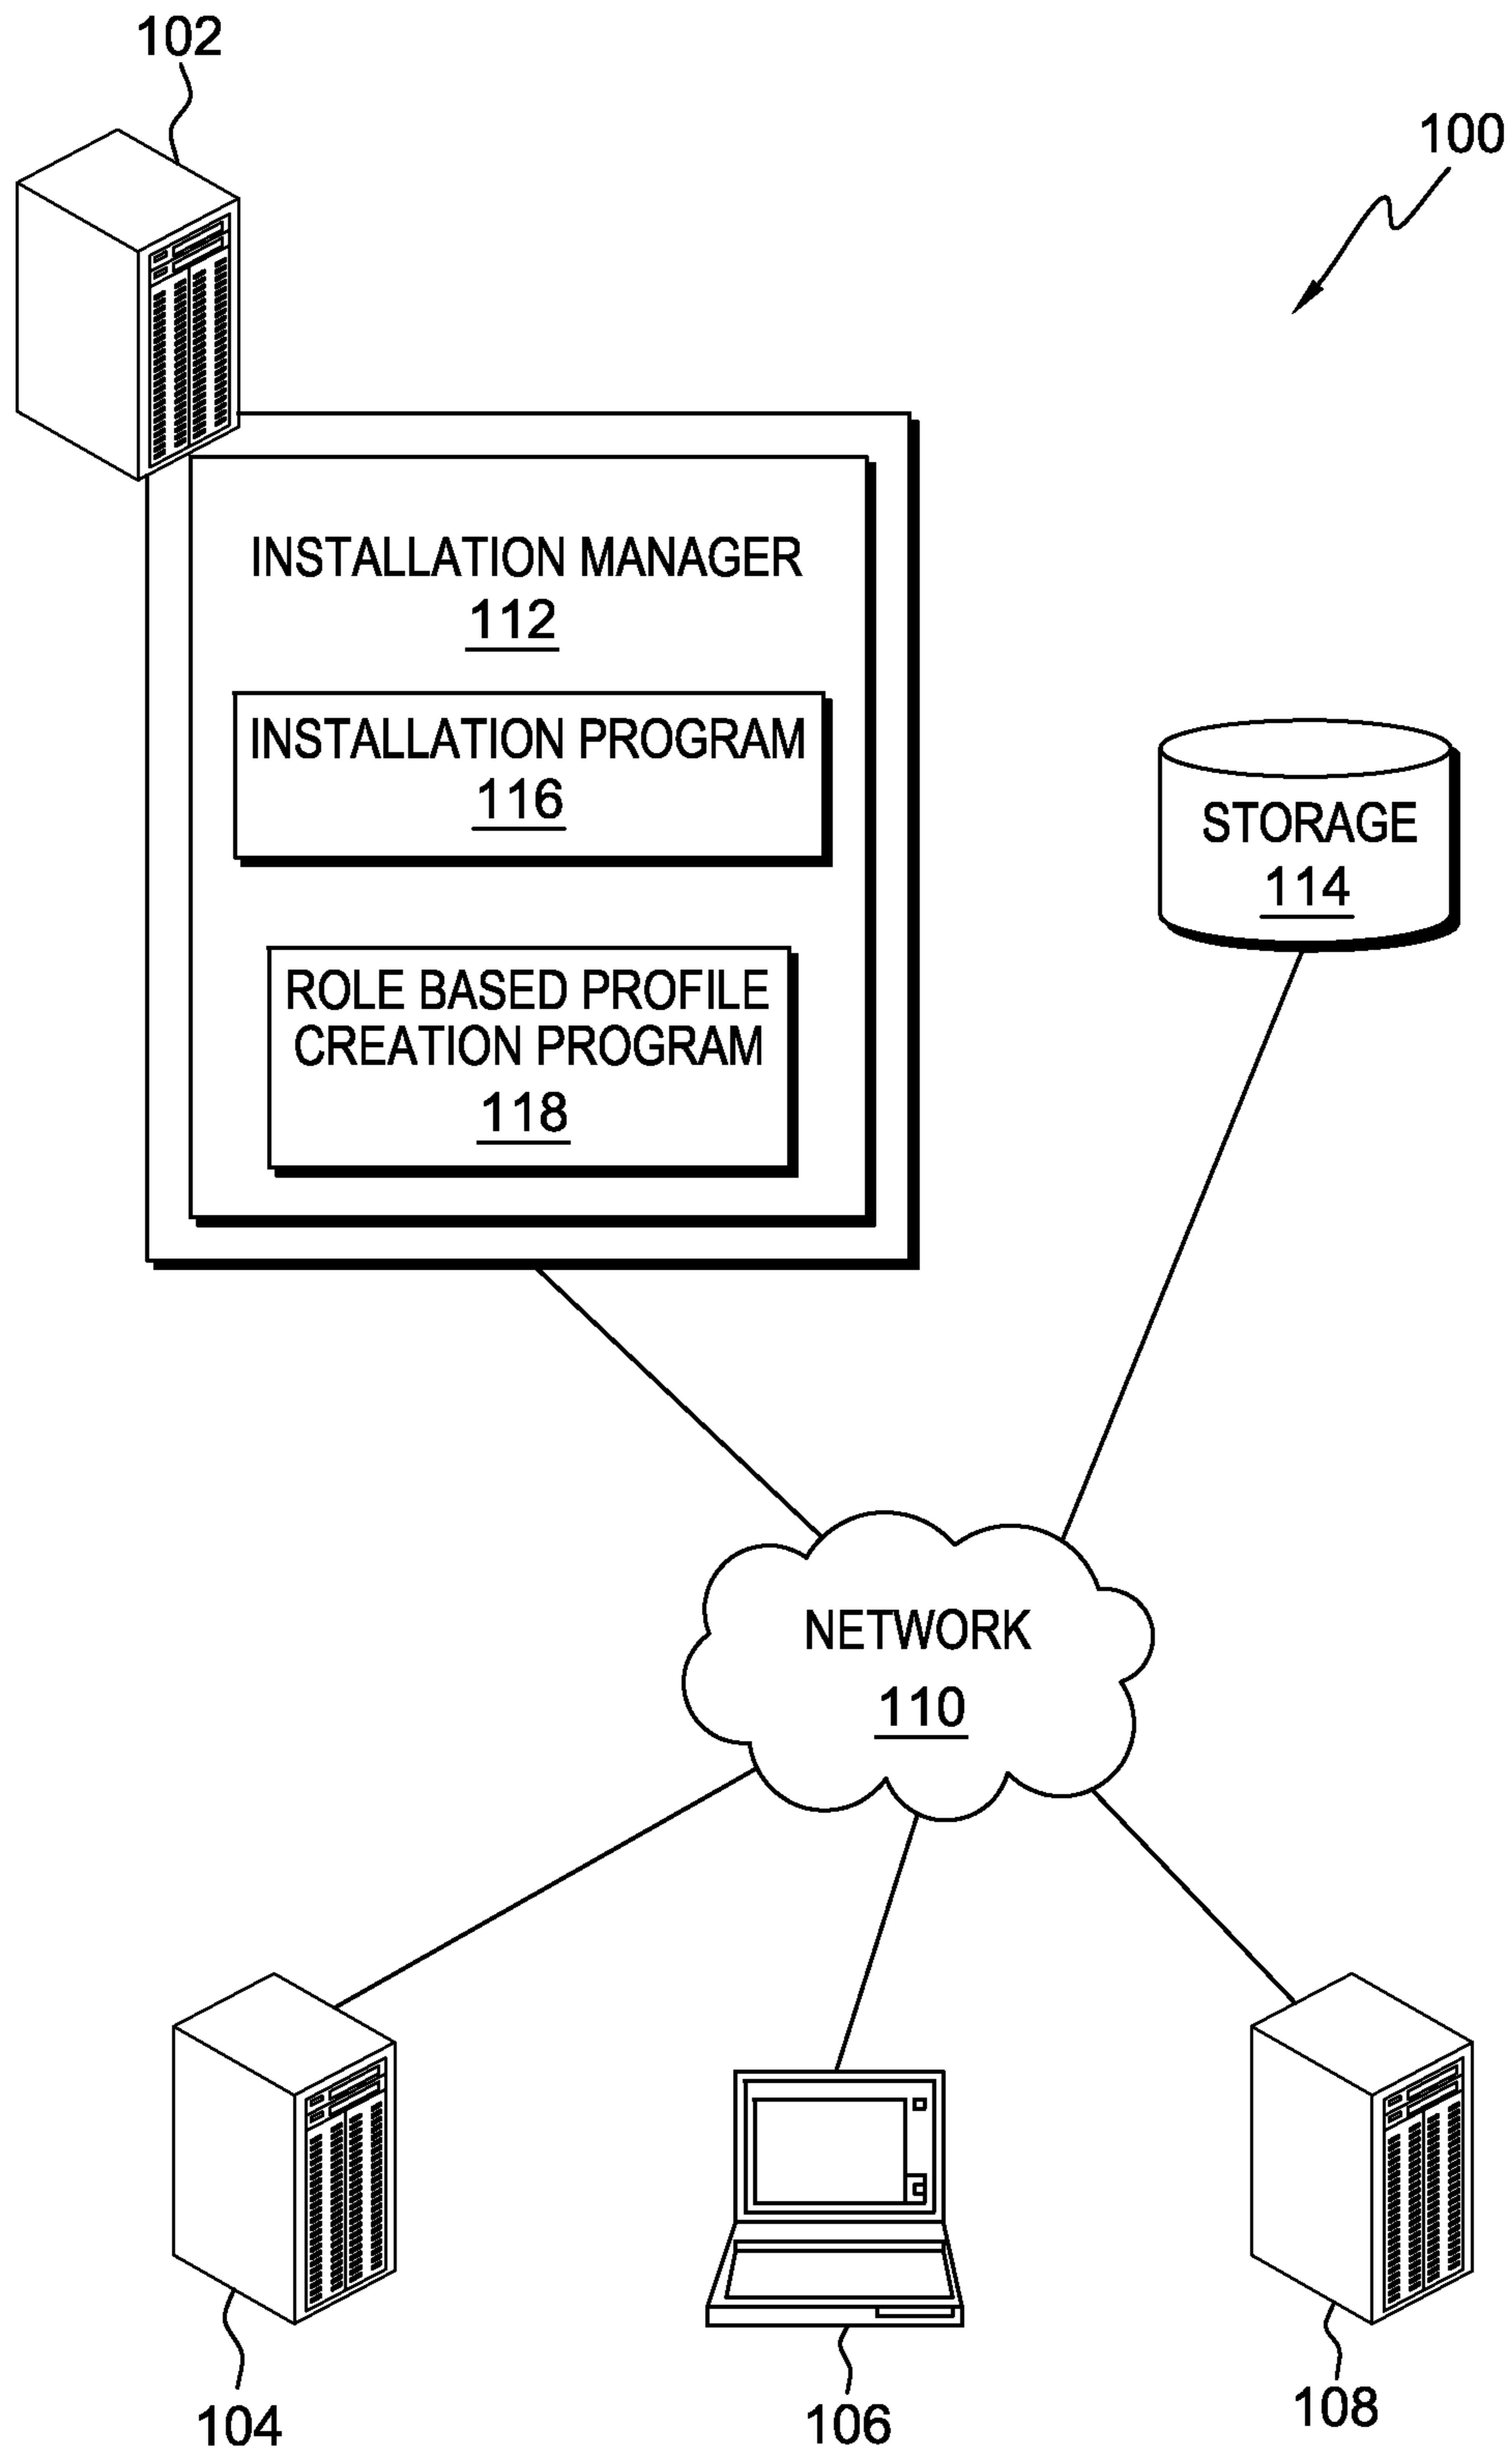 102
100
INSTALLATION MANAGER
112
INSTALLATION PROGRAM
116
STORAGE
114
ROLE BASED PROFILE
CREATION PROGRAM
118
NETWORK
110
104
106
108